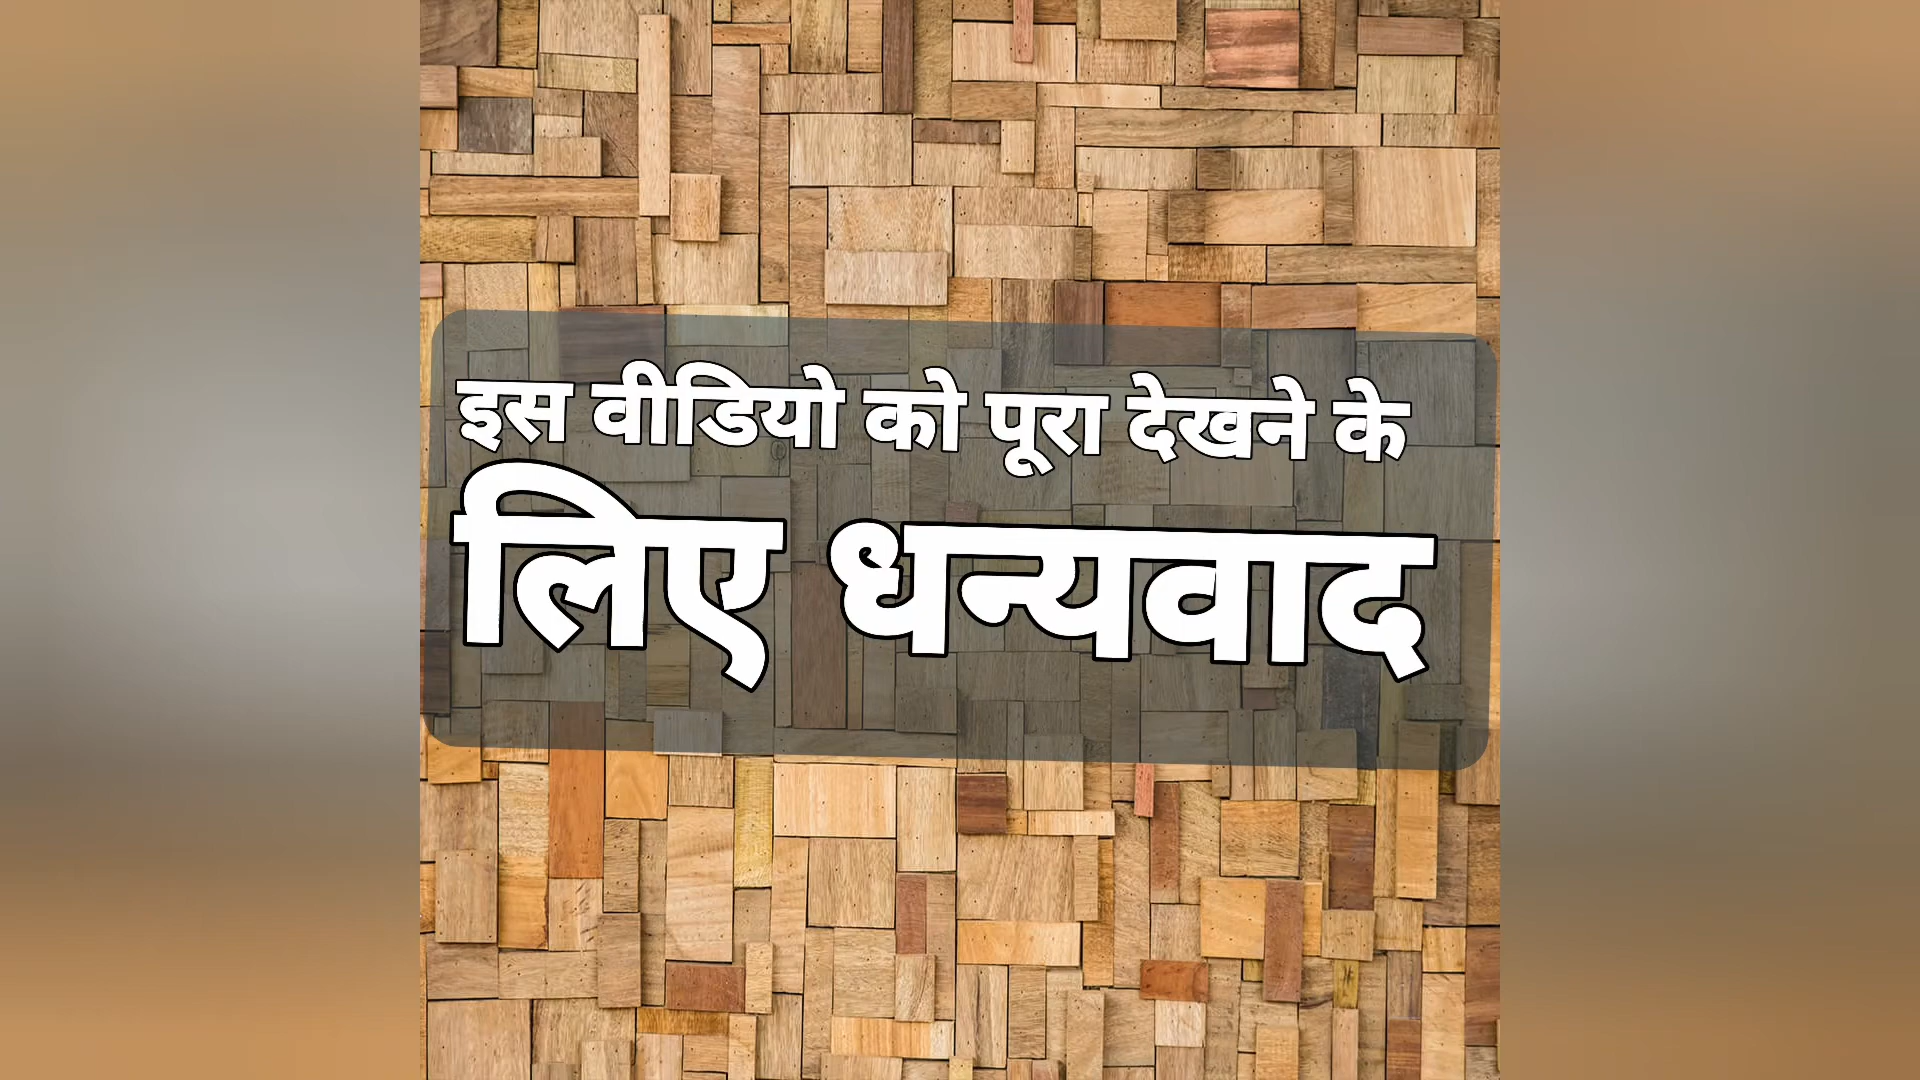 इस वीडियो को पूरा देखने के
लिए धन्यवाद